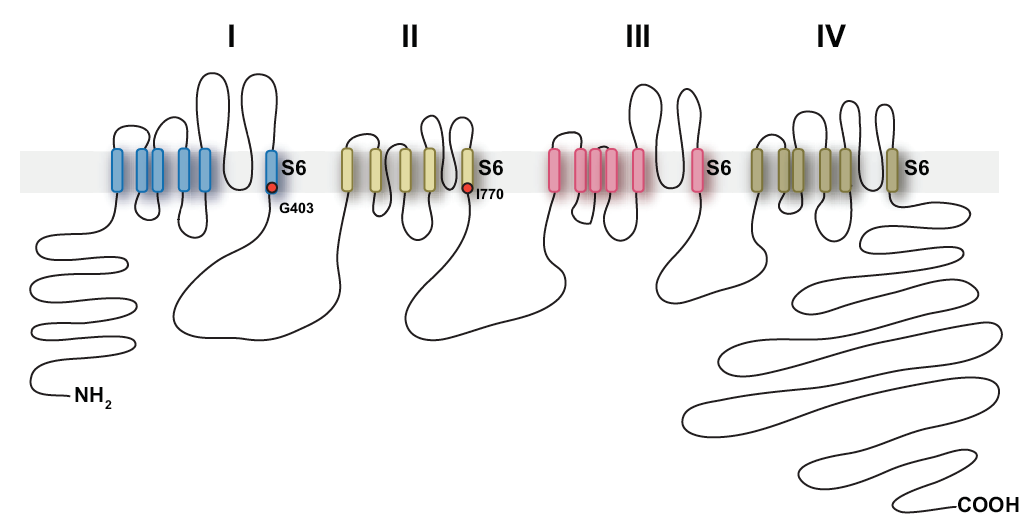 I II III IV
S6 S6 S6 S6
G403 I770
NH2
COOH